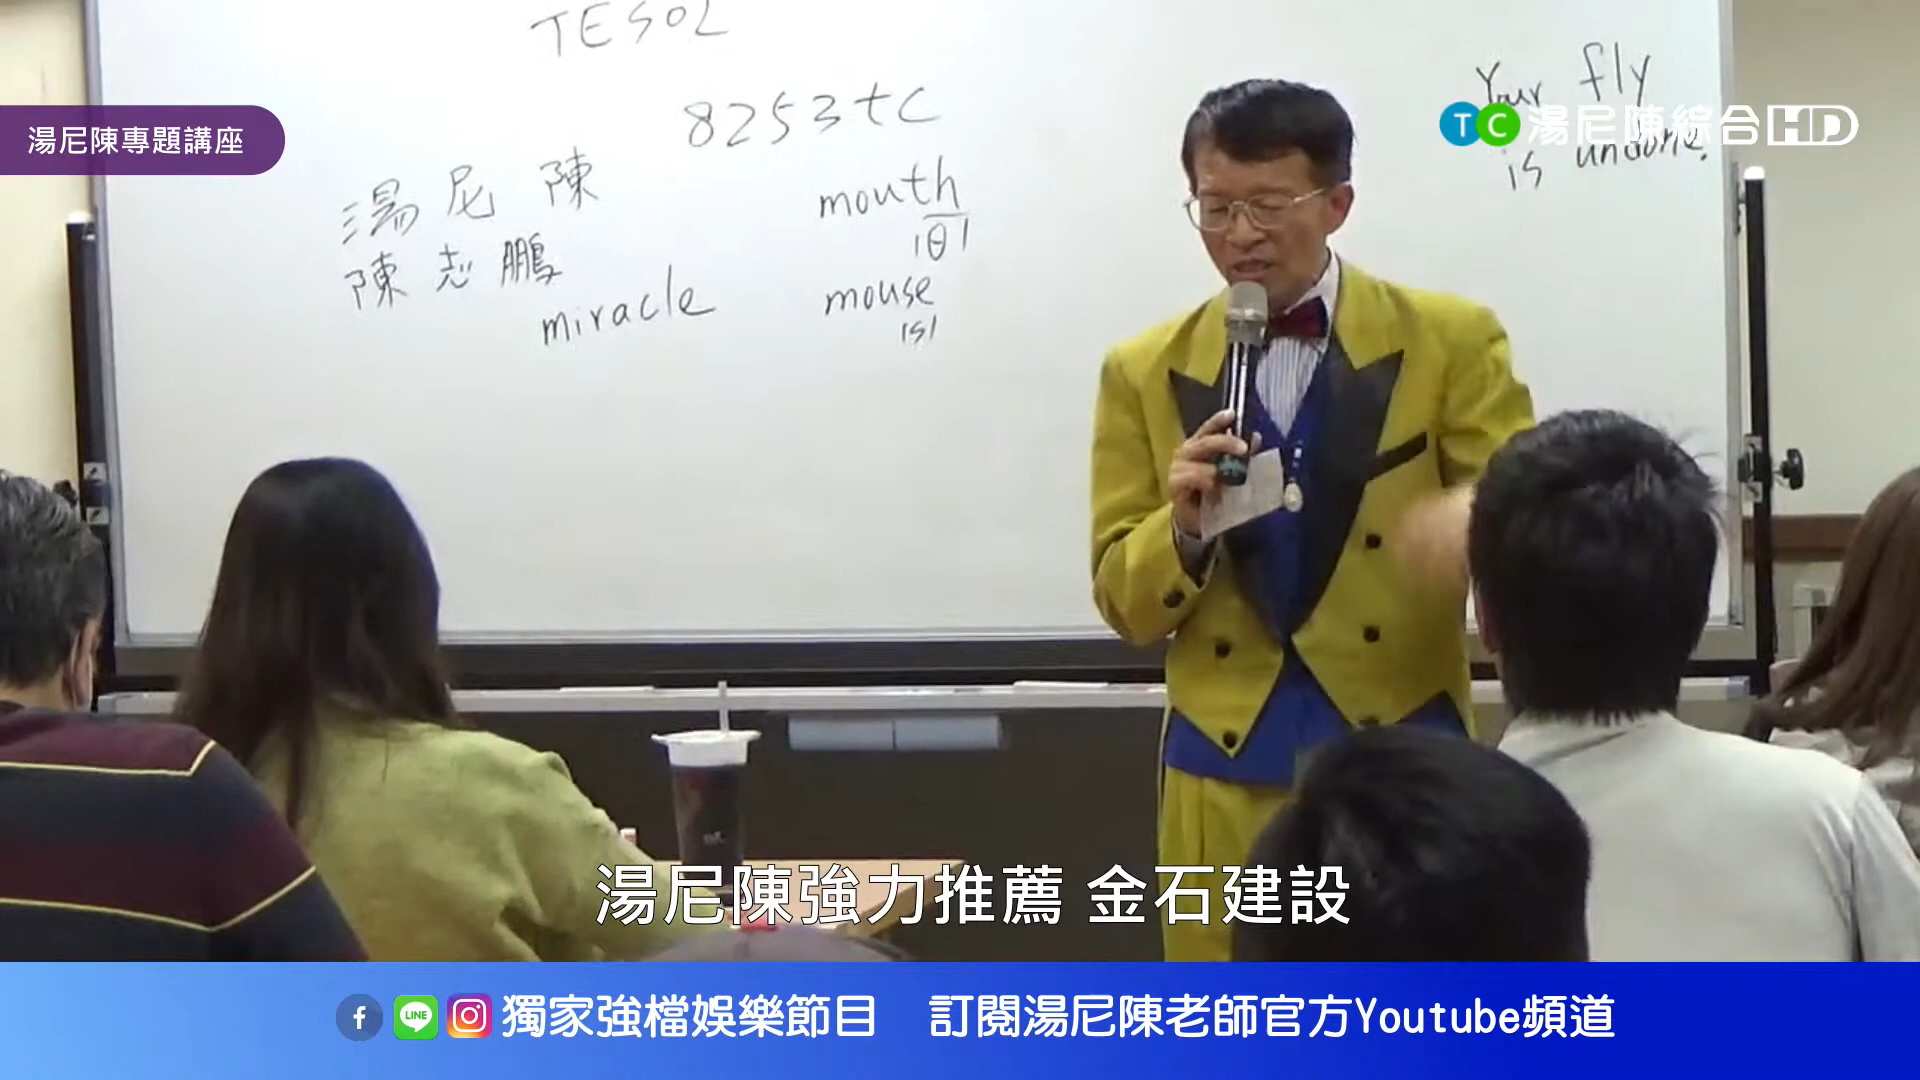 TESOL
8253tc
Your fly
is undone.
TC 湯尼陳綜合HD
湯尼陳專題講座
湯尼陳
陳志鵬
miracle
mouth
/θ/
mouse
/s/
湯尼陳強力推薦 金石建設
f LINE 獨家強檔娛樂節目 訂閱湯尼陳老師官方Youtube頻道